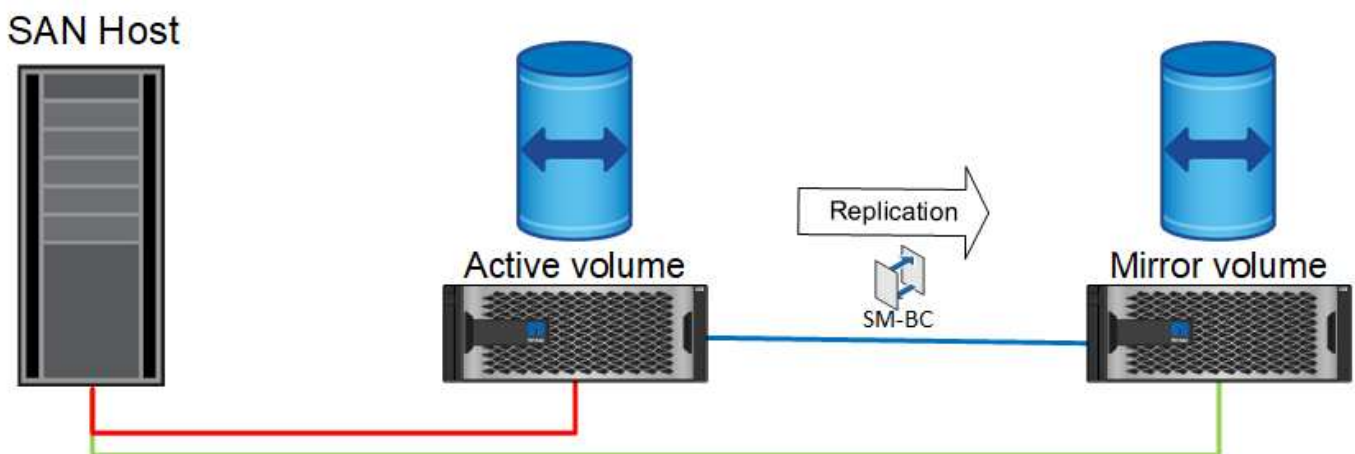 SAN Host
Replication
Active volume
Mirror volume
SM-BC